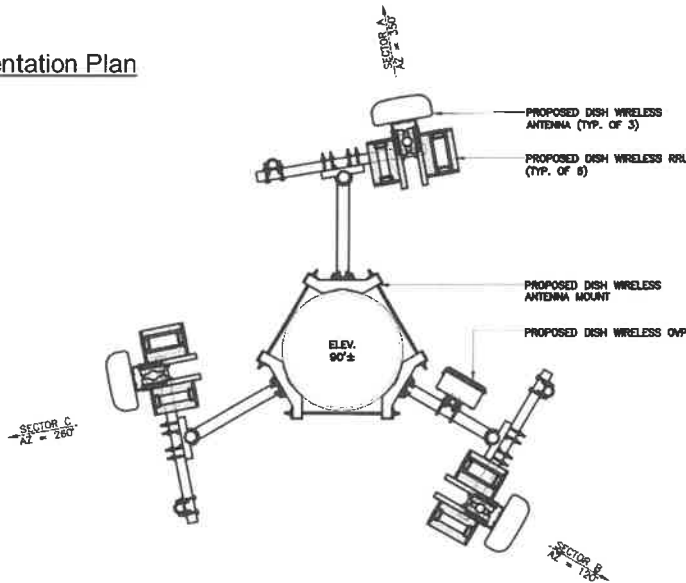 entation Plan
SECTOR A
AZ = 350'
PROPOSED DISH WIRELESS
ANTENNA (TYP. OF 3)
PROPOSED DISH WIRELESS RRU
(TYP. OF 6)
PROPOSED DISH WIRELESS
ANTENNA MOUNT
PROPOSED DISH WIRELESS OVP
ELEV.
90'±
SECTOR C
AZ = 260'
SECTOR B
AZ = 120'